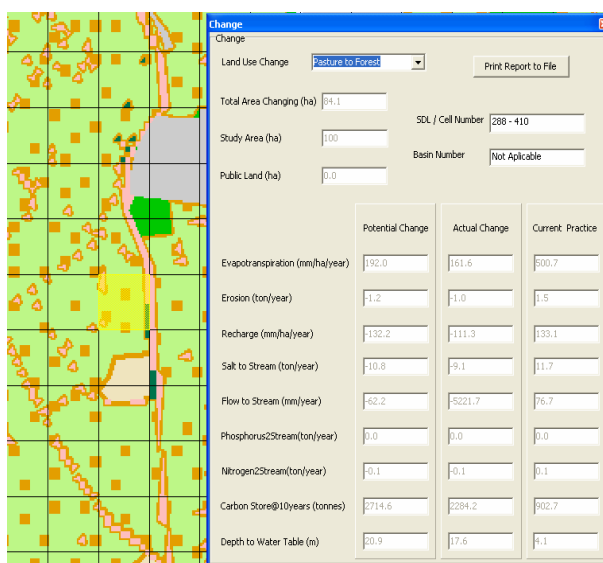 Change
Change
Land Use Change Pasture to Forest Print Report to File
Total Area Changing (ha) 84.1
SDL / Cell Number 288 - 410
Study Area (ha) 100
Basin Number Not Aplicable
Public Land (ha) 0.0
Potential Change Actual Change Current Practice
Evapotranspiration (mm/ha/year) 192.0 161.6 500.7
Erosion (ton/year) -1.2 -1.0 1.5
Recharge (mm/ha/year) -132.2 -111.3 133.1
Salt to Stream (ton/year) -10.8 -9.1 11.7
Flow to Stream (mm/year) -62.2 -5221.7 76.7
Phosphorus2Stream(ton/year) 0.0 0.0 0.0
Nitrogen2Stream(ton/year) -0.1 -0.1 0.1
Carbon Store@10years (tonnes) 2714.6 2284.2 902.7
Depth to Water Table (m) 20.9 17.6 4.1